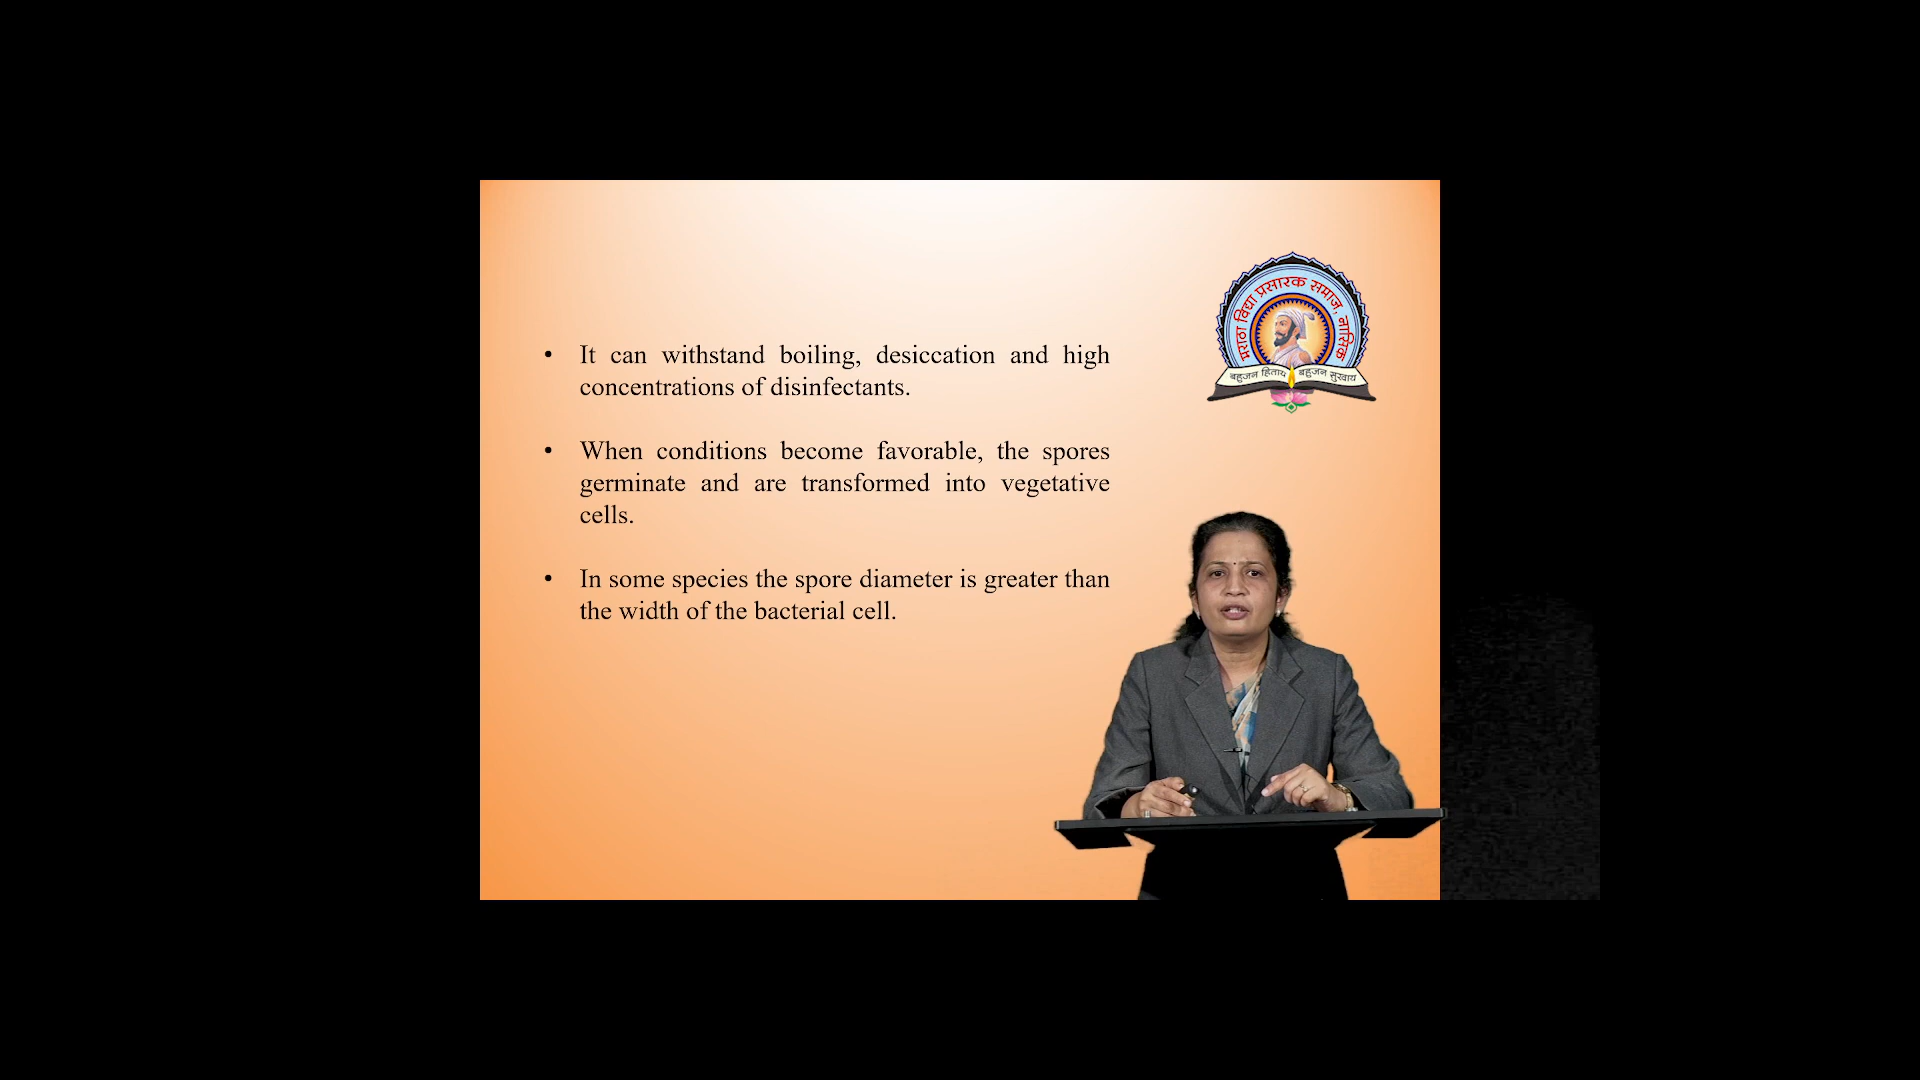 मराठा विद्या प्रसारक समाज, नाशिक
बहुजन हिताय बहुजन सुखाय
• It can withstand boiling, desiccation and high
concentrations of disinfectants.
• When conditions become favorable, the spores
germinate and are transformed into vegetative
cells.
• In some species the spore diameter is greater than
the width of the bacterial cell.